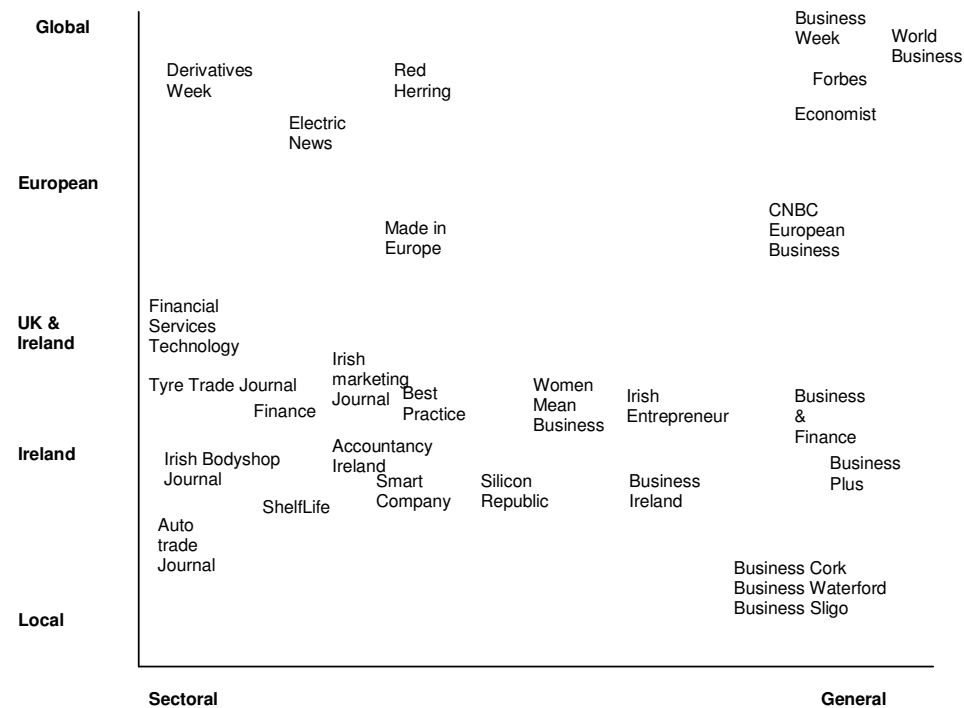 Global
Business
Week
World
Business
Derivatives
Week
Red
Herring
Forbes
Economist
Electric
News
European
CNBC
European
Business
Made in
Europe
Financial
Services
Technology
UK &
Ireland
Irish
marketing
Journal
Tyre Trade Journal
Best
Practice
Finance
Women
Mean
Business
Irish
Entrepreneur
Business
&
Finance
Ireland
Accountancy
Ireland
Irish Bodyshop
Journal
Business
Plus
Smart
Company
Silicon
Republic
Business
Ireland
ShelfLife
Auto
trade
Journal
Business Cork
Business Waterford
Business Sligo
Local
Sectoral
General